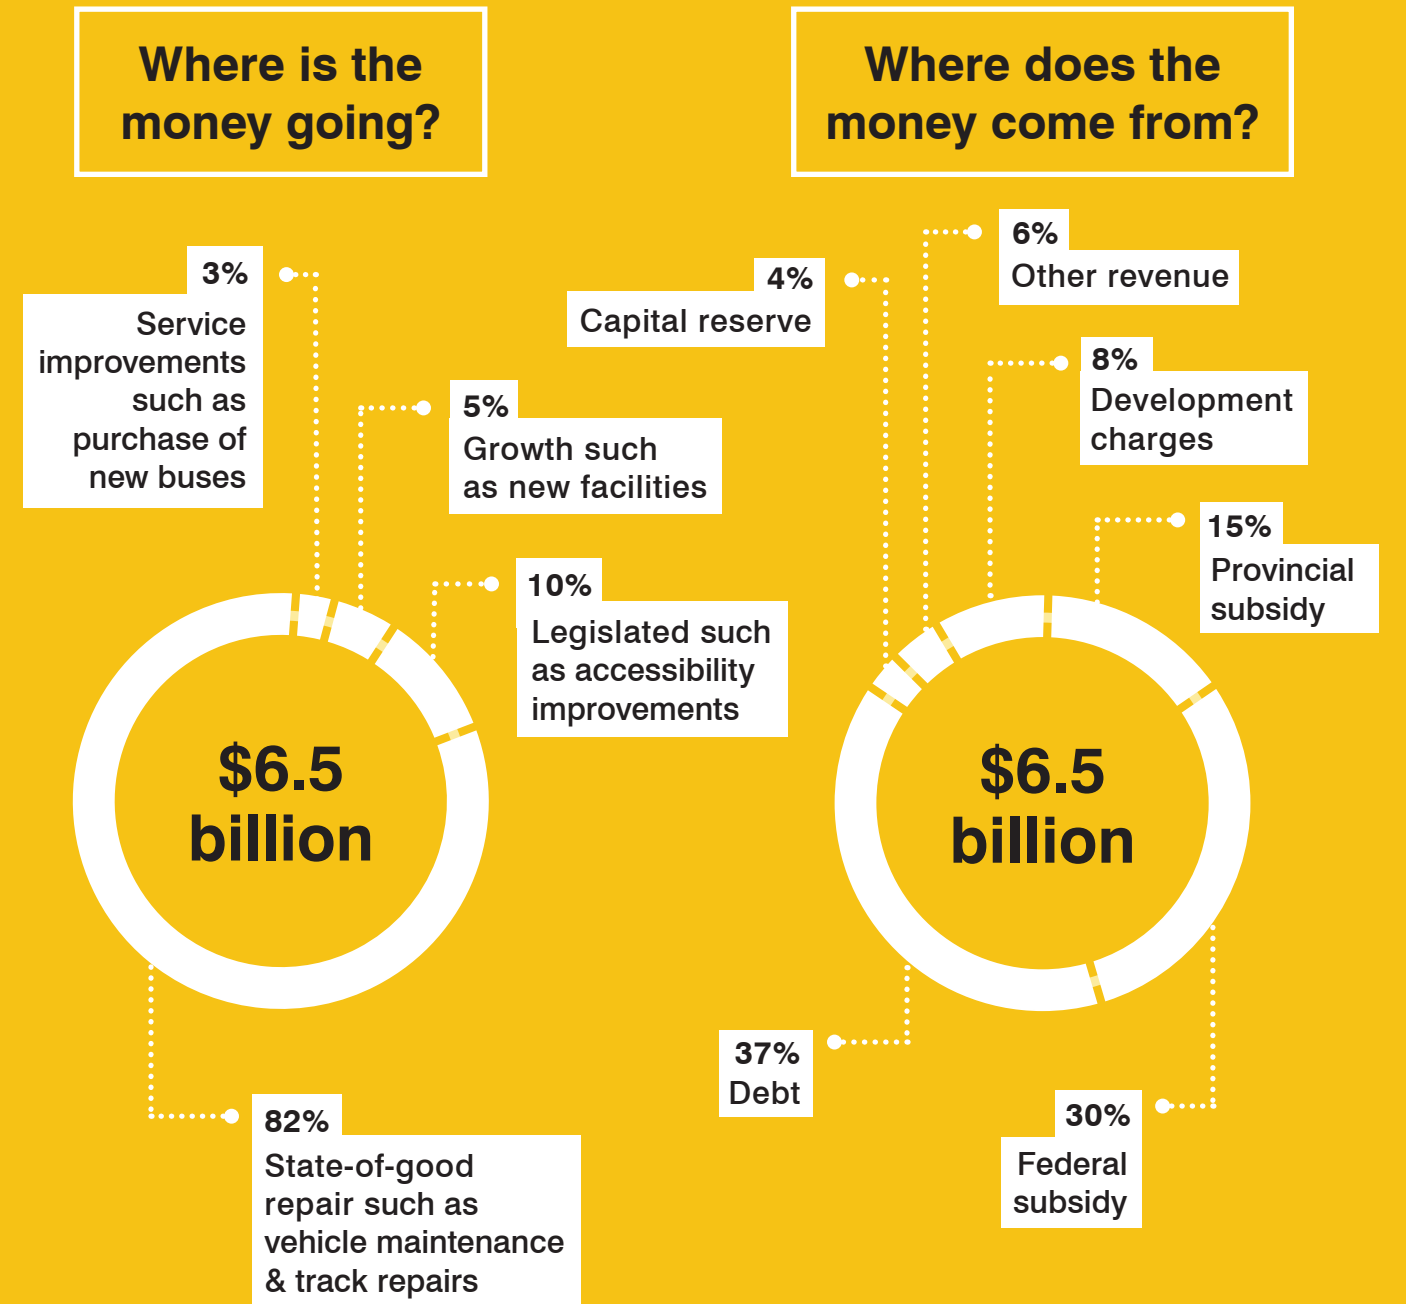 Where is the
money going?
3%
Service
improvements
such as
purchase of
new buses
5%
Growth such
as new facilities
10%
Legislated such
as accessibility
improvements
$6.5
billion
82%
State-of-good
repair such as
vehicle maintenance
& track repairs
Where does the
money come from?
4%
Capital reserve
6%
Other revenue
8%
Development
charges
15%
Provincial
subsidy
$6.5
billion
37%
Debt
30%
Federal
subsidy